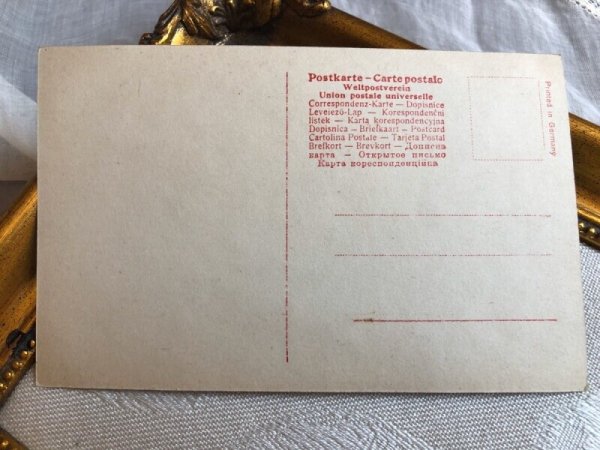 Postkarte – Carte postale
Weltpostverein
Union postale universelle
Correspondenz-Karte — Dopisnice
Levelező-Lap — Korespondenční
lístek — Karta korespondencyjna
Dopisnica — Briefkaart — Postcard
Cartolina Postale — Tarjeta Postal
Brefkort — Brevkort — Дописна
карта — Открытое письмо
Карта кореспонденційна
Printed in Germany